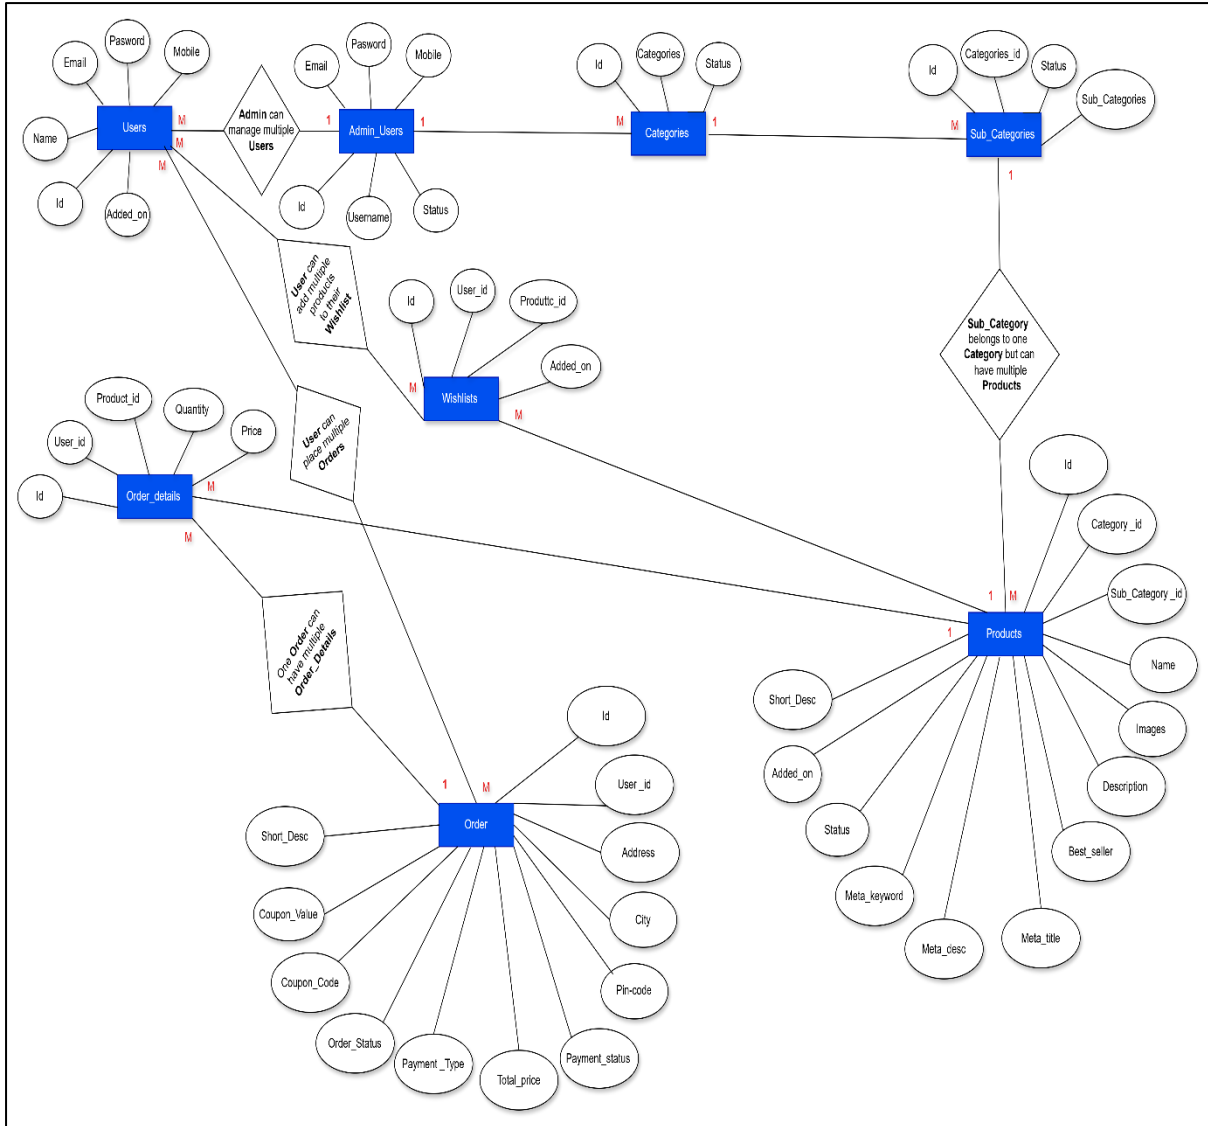 Pasword
Email
Mobile
Users
Name
Id
Added_on
M
M
M
Admin can
manage multiple
Users
Pasword
Email
Mobile
1
Admin_Users
1
Id
Username
Status
Id
Categories
Status
M
Categories
1
Id
Categories_id
Status
Sub_Categories
M
Sub_Categories
1
User can
add multiple
products
to their
Wishlist
Id
User_id
Produttc_id
Added_on
M
Wishlists
M
Sub_Category
belongs to one
Category but can
have multiple
Products
User can
place multiple
Orders
Product_id
Quantity
User_id
Price
Id
Order_details
M
M
One Order can
have multiple
Order_Details
Id
Category _id
Sub_Category _id
1
M
1
Products
Name
Short_Desc
Images
Added_on
Description
Status
Best_seller
Meta_keyword
Meta_desc
Meta_title
Id
1
M
User _id
Order
Short_Desc
Address
Coupon_Value
City
Coupon_Code
Pin-code
Order_Status
Payment _Type
Total_price
Payment_status